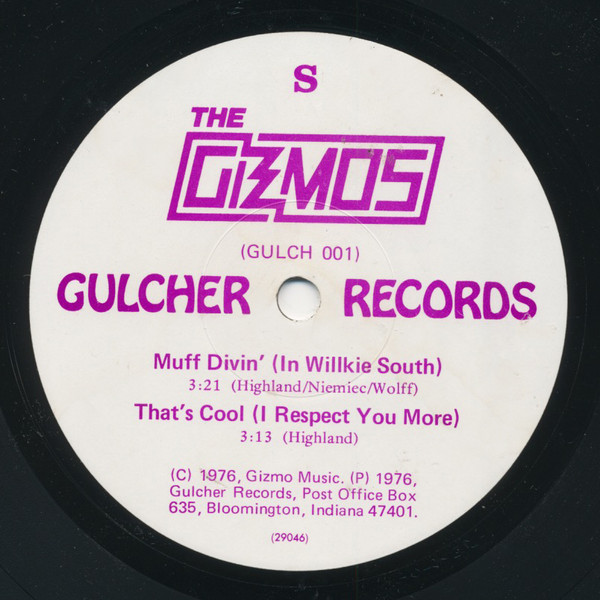 S
THE
GIZMOS
(GULCH 001)
GULCHER RECORDS
Muff Divin' (In Willkie South)
3:21 (Highland/Niemiec/Wolff)
That's Cool (I Respect You More)
3:13 (Highland)
(C) 1976, Gizmo Music. (P) 1976,
Gulcher Records, Post Office Box
635, Bloomington, Indiana 47401.
(29046)